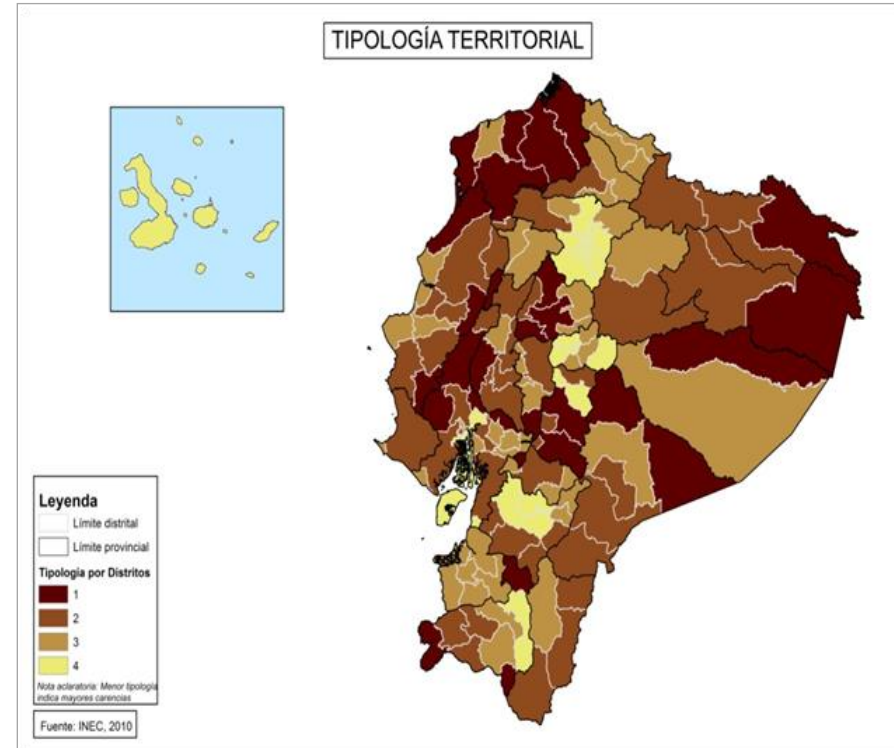 TIPOLOGÍA TERRITORIAL
Leyenda
Límite distrital
Límite provincial
Tipología por Distritos
1
2
3
4
Nota aclaratoria: Menor tipología
indica mayores carencias
Fuente: INEC, 2010